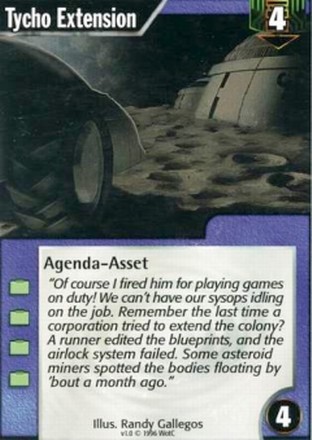 Tycho Extension
4
Agenda-Asset
"Of course I fired him for playing games
on duty! We can't have our sysops idling
on the job. Remember the last time a
corporation tried to extend the colony?
A runner edited the blueprints, and the
airlock system failed. Some asteroid
miners spotted the bodies floating by
'bout a month ago."
Illus. Randy Gallegos
v1.0 © 1996 WotC
4